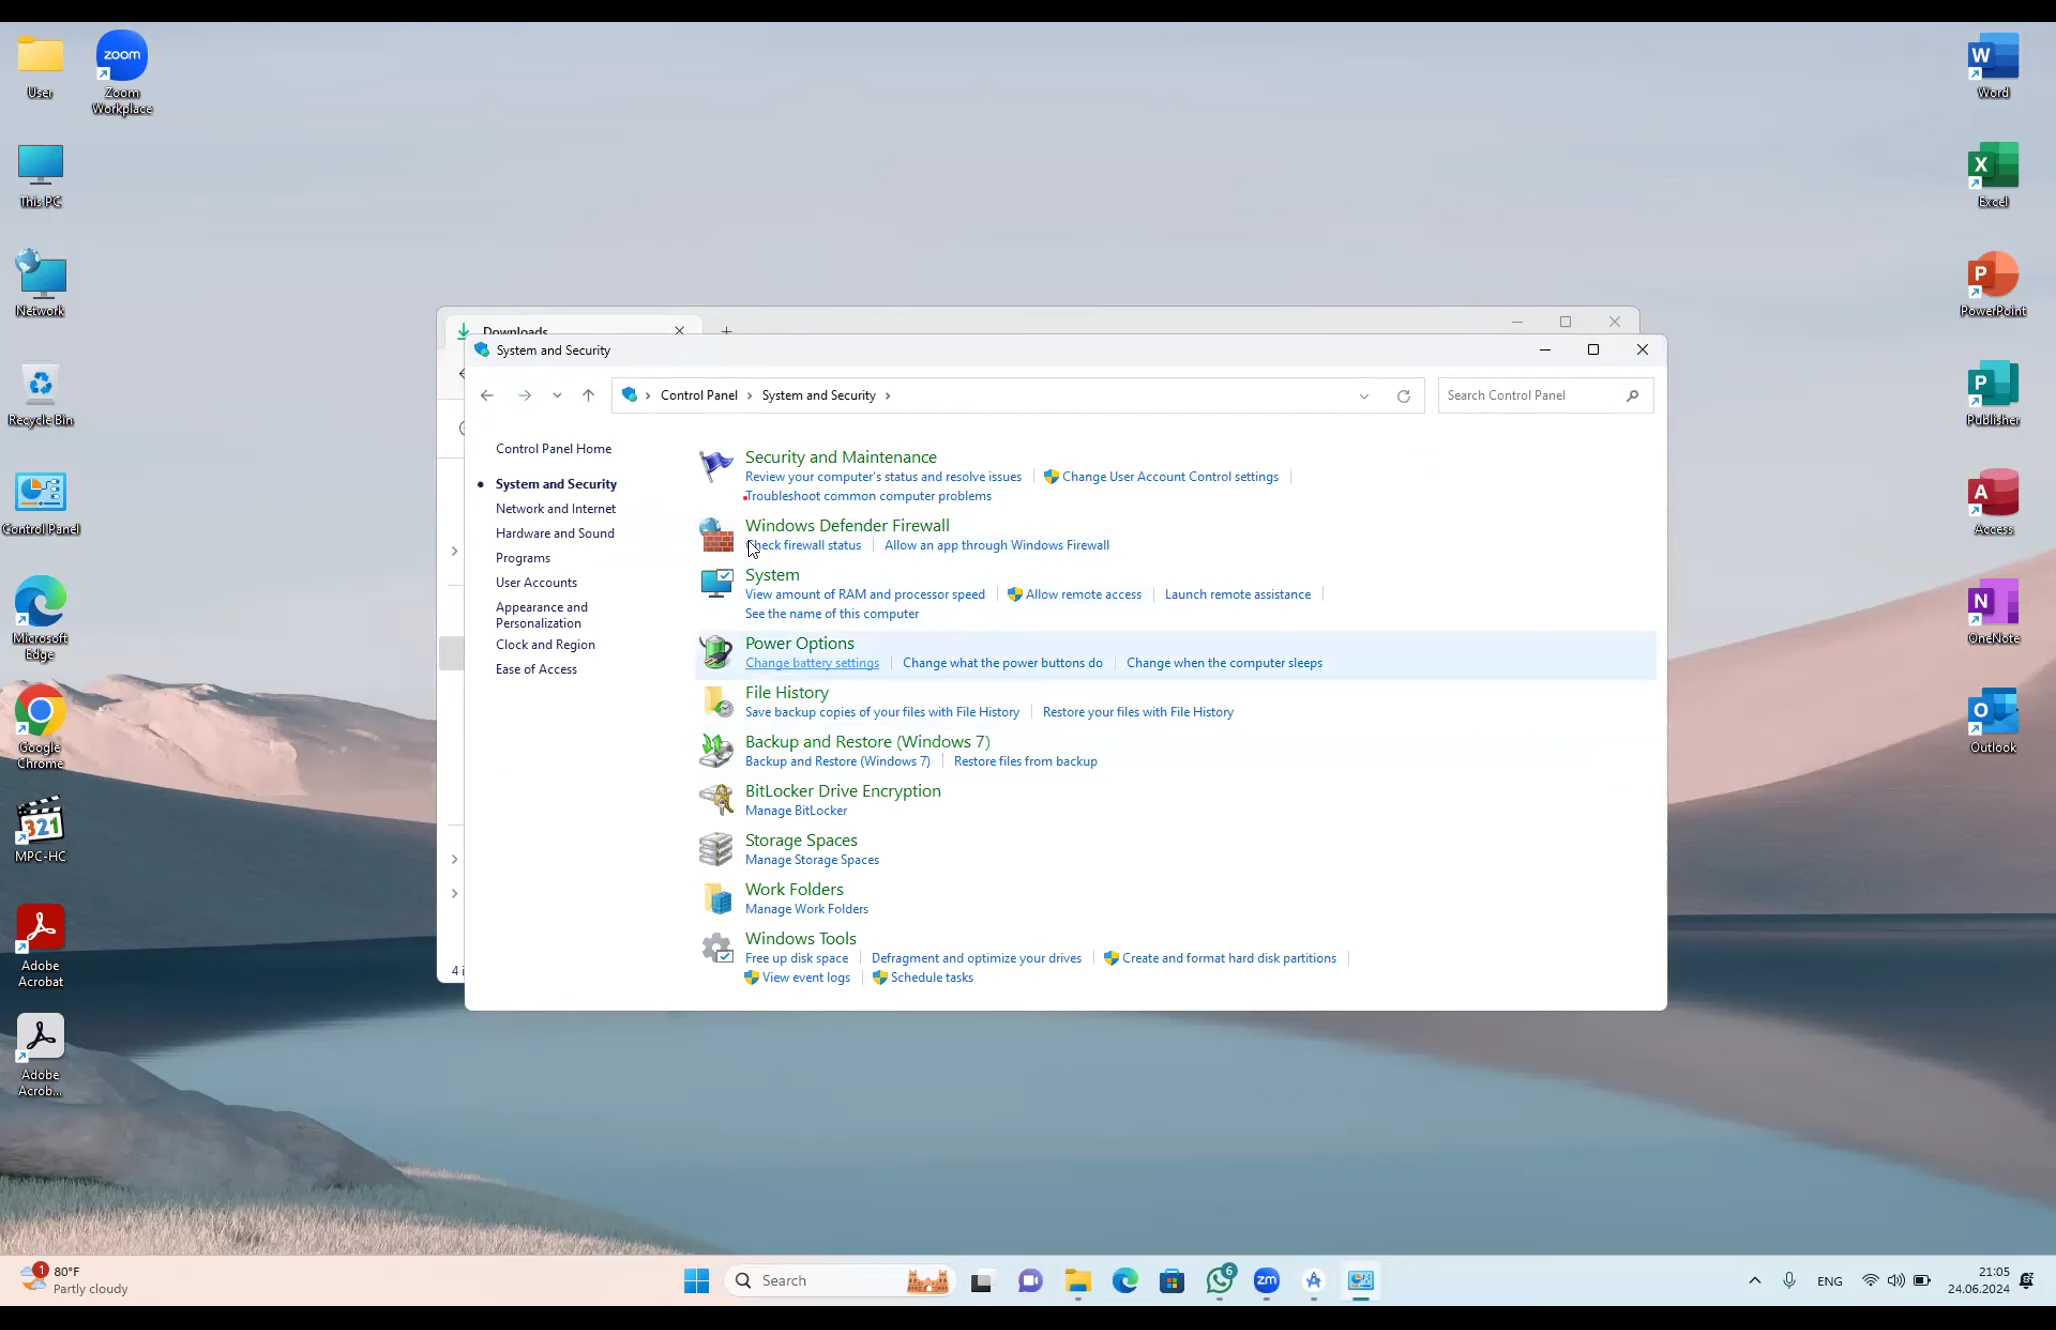 User
zoom
Zoom
Workplace
This PC
Network
Recycle Bin
Control Panel
Microsoft
Edge
Google
Chrome
321
MPC-HC
Adobe
Acrobat
Adobe
Acrob...
W
Word
X
Excel
P
PowerPoint
P
Publisher
A
Access
N
OneNote
O
Outlook
Downloads
4 i
System and Security
Control Panel > System and Security >
Search Control Panel
Control Panel Home
System and Security
Network and Internet
Hardware and Sound
Programs
User Accounts
Appearance and
Personalization
Clock and Region
Ease of Access
Security and Maintenance
Review your computer's status and resolve issues | Change User Account Control settings |
Troubleshoot common computer problems
Windows Defender Firewall
Check firewall status | Allow an app through Windows Firewall
System
View amount of RAM and processor speed | Allow remote access | Launch remote assistance |
See the name of this computer
Power Options
Change battery settings | Change what the power buttons do | Change when the computer sleeps
File History
Save backup copies of your files with File History | Restore your files with File History
Backup and Restore (Windows 7)
Backup and Restore (Windows 7) | Restore files from backup
BitLocker Drive Encryption
Manage BitLocker
Storage Spaces
Manage Storage Spaces
Work Folders
Manage Work Folders
Windows Tools
Free up disk space | Defragment and optimize your drives | Create and format hard disk partitions |
View event logs | Schedule tasks
1
80°F
Partly cloudy
Search
6
zm
ENG
21:05
24.06.2024